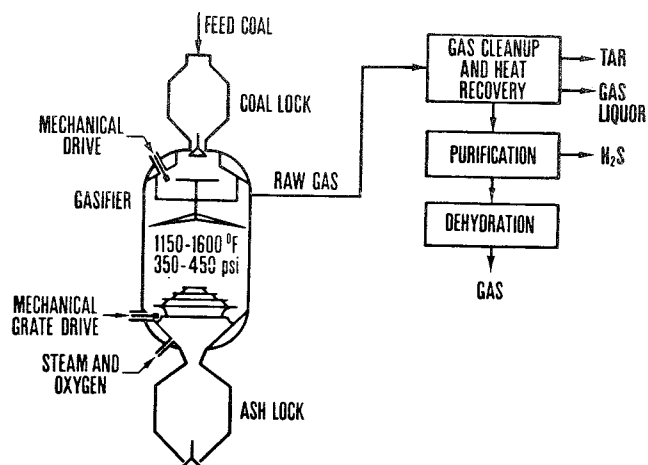 FEED COAL
COAL LOCK
MECHANICAL
DRIVE
GASIFIER
RAW GAS
1150-1600 ⁰F
350-450 psi
MECHANICAL
GRATE DRIVE
STEAM AND
OXYGEN
ASH LOCK
GAS CLEANUP
AND HEAT
RECOVERY
TAR
GAS
LIQUOR
PURIFICATION
H₂S
DEHYDRATION
GAS